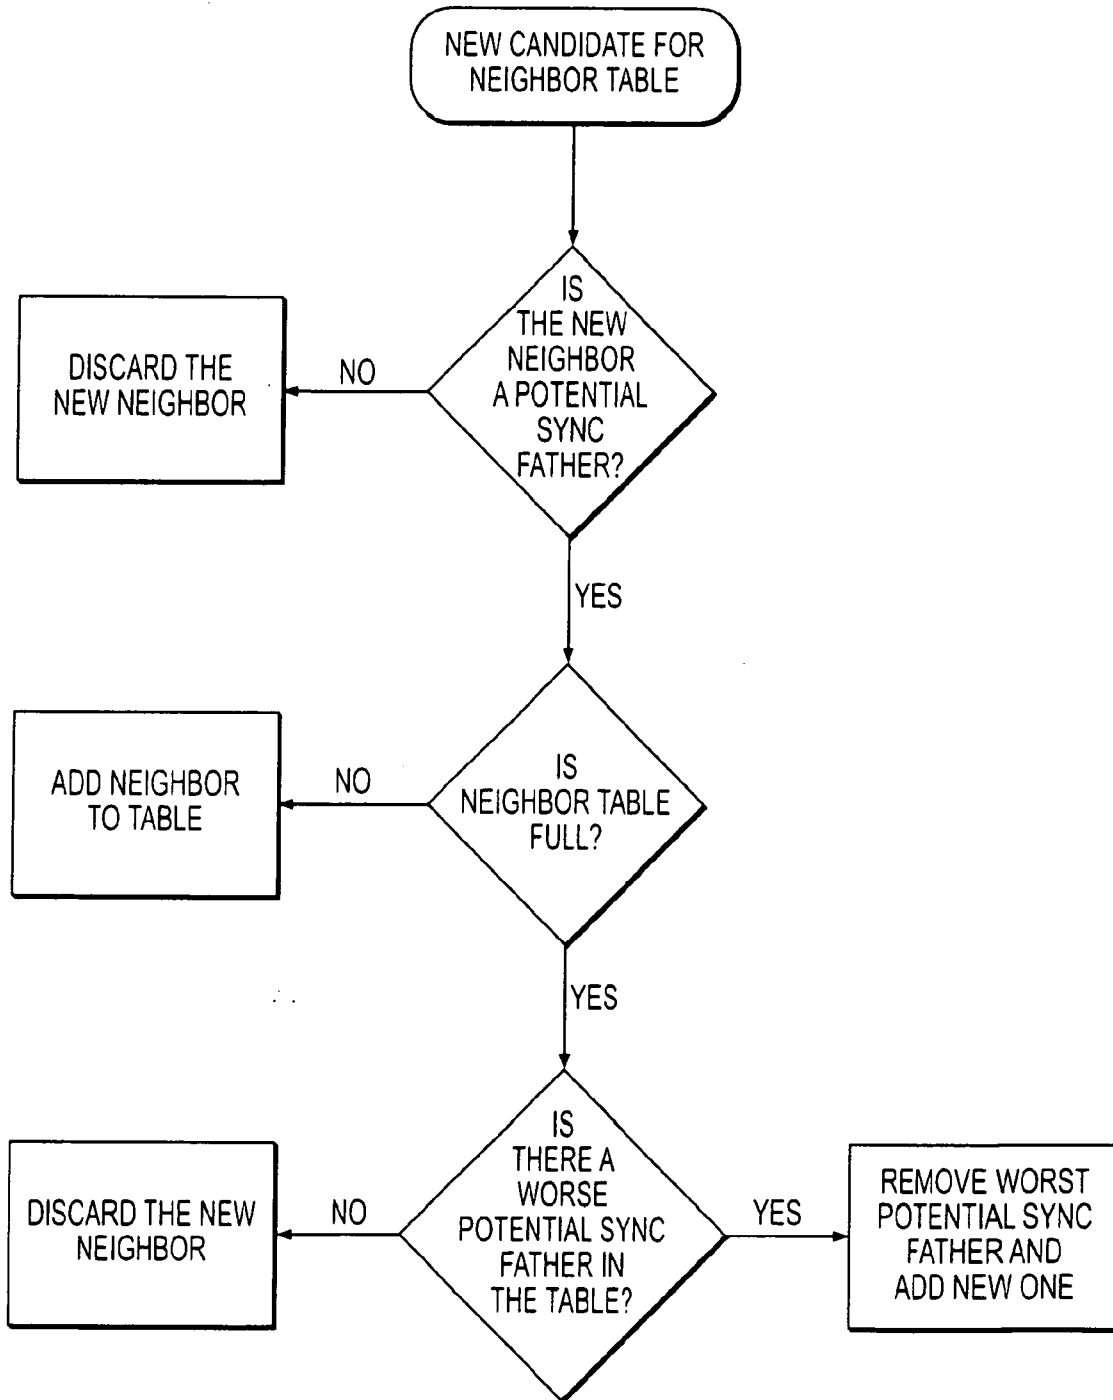 NEW CANDIDATE FOR
NEIGHBOR TABLE
IS
THE NEW
NEIGHBOR
A POTENTIAL
SYNC
FATHER?
NO
DISCARD THE
NEW NEIGHBOR
YES
IS
NEIGHBOR TABLE
FULL?
NO
ADD NEIGHBOR
TO TABLE
YES
IS
THERE A
WORSE
POTENTIAL SYNC
FATHER IN
THE TABLE?
NO
DISCARD THE NEW
NEIGHBOR
YES
REMOVE WORST
POTENTIAL SYNC
FATHER AND
ADD NEW ONE